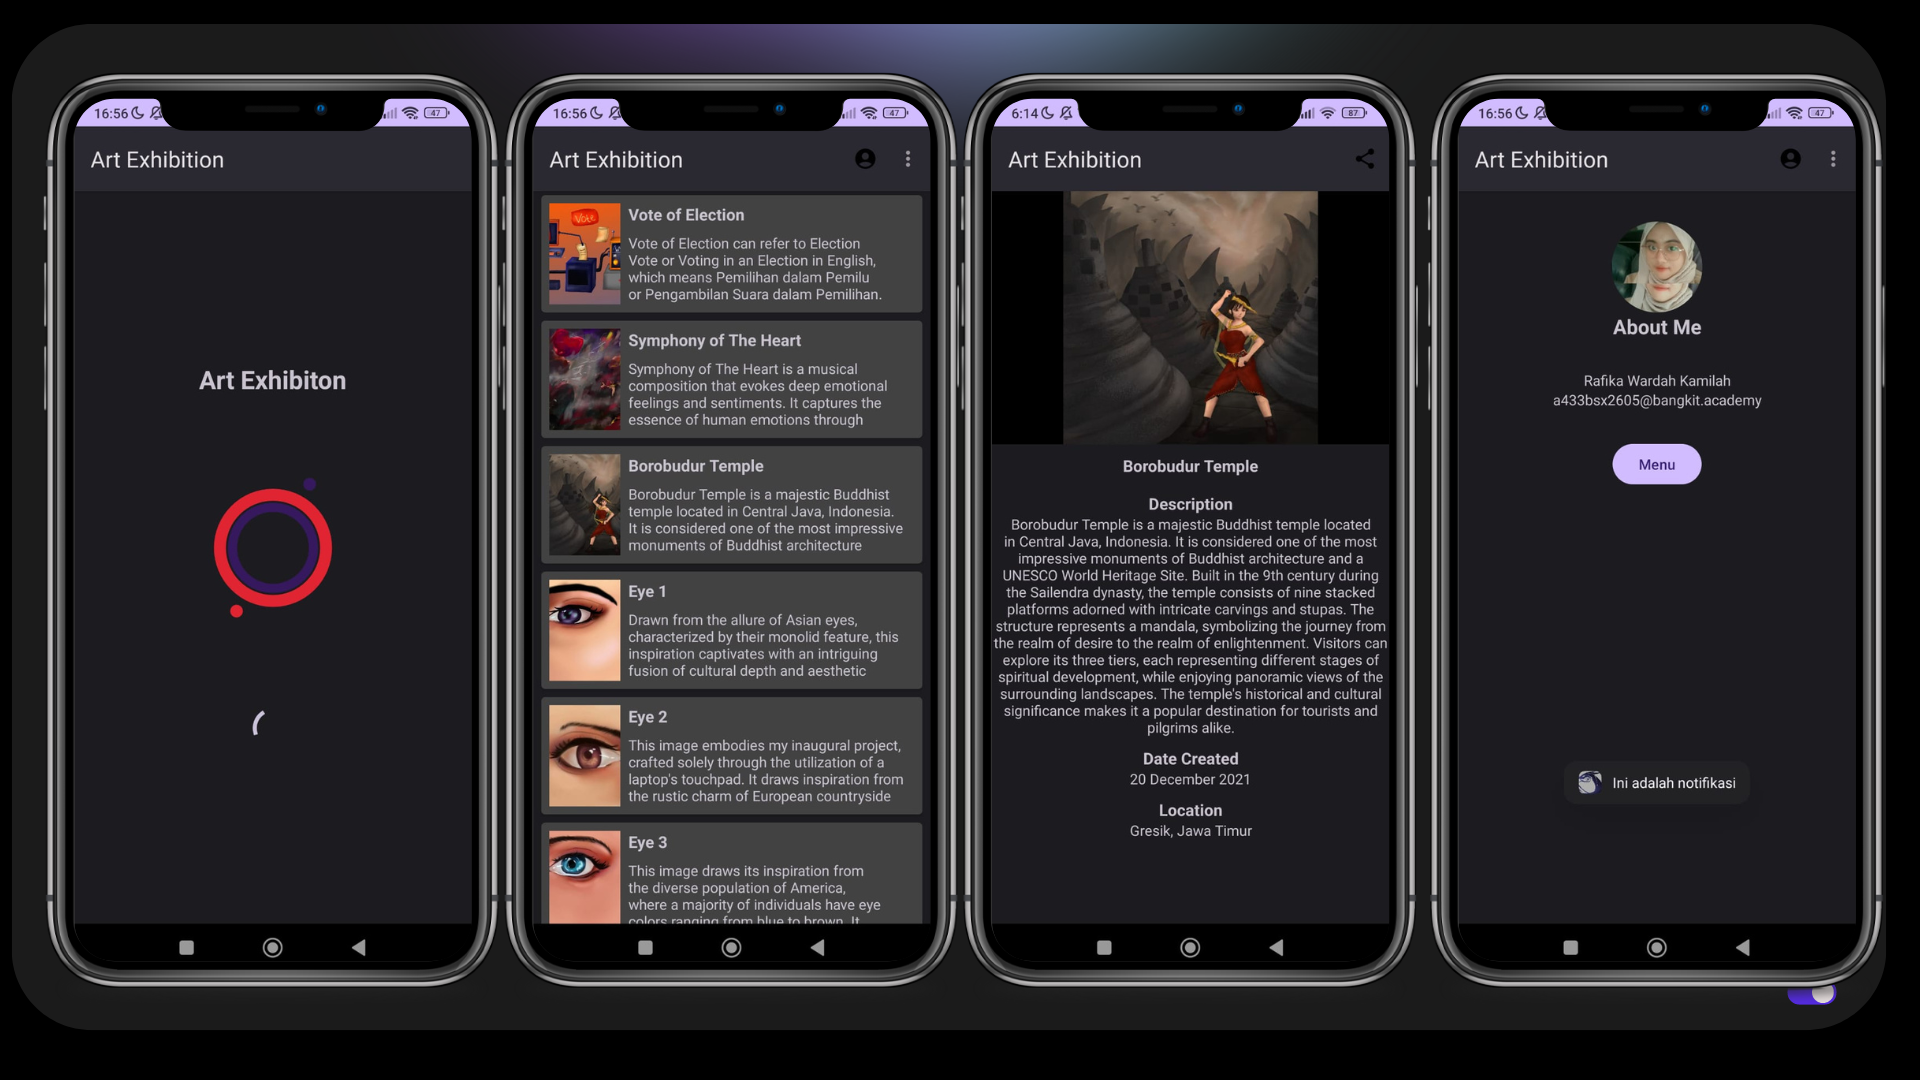 16:56
47
Art Exhibition
Art Exhibiton
16:56
47
Art Exhibition
Vote
Vote of Election
Vote of Election can refer to Election
Vote or Voting in an Election in English,
which means Pemilihan dalam Pemilu
or Pengambilan Suara dalam Pemilihan.
Symphony of The Heart
Symphony of The Heart is a musical
composition that evokes deep emotional
feelings and sentiments. It captures the
essence of human emotions through
Borobudur Temple
Borobudur Temple is a majestic Buddhist
temple located in Central Java, Indonesia.
It is considered one of the most impressive
monuments of Buddhist architecture
Eye 1
Drawn from the allure of Asian eyes,
characterized by their monolid feature, this
inspiration captivates with an intriguing
fusion of cultural depth and aesthetic
Eye 2
This image embodies my inaugural project,
crafted solely through the utilization of a
laptop's touchpad. It draws inspiration from
the rustic charm of European countryside
Eye 3
This image draws its inspiration from
the diverse population of America,
where a majority of individuals have eye
colors ranging from blue to brown. It
6:14
87
Art Exhibition
Borobudur Temple
Description
Borobudur Temple is a majestic Buddhist temple located
in Central Java, Indonesia. It is considered one of the most
impressive monuments of Buddhist architecture and a
UNESCO World Heritage Site. Built in the 9th century during
the Sailendra dynasty, the temple consists of nine stacked
platforms adorned with intricate carvings and stupas. The
structure represents a mandala, symbolizing the journey from
the realm of desire to the realm of enlightenment. Visitors can
explore its three tiers, each representing different stages of
spiritual development, while enjoying panoramic views of the
surrounding landscapes. The temple's historical and cultural
significance makes it a popular destination for tourists and
pilgrims alike.
Date Created
20 December 2021
Location
Gresik, Jawa Timur
16:56
47
Art Exhibition
About Me
Rafika Wardah Kamilah
a433bsx2605@bangkit.academy
Menu
Ini adalah notifikasi